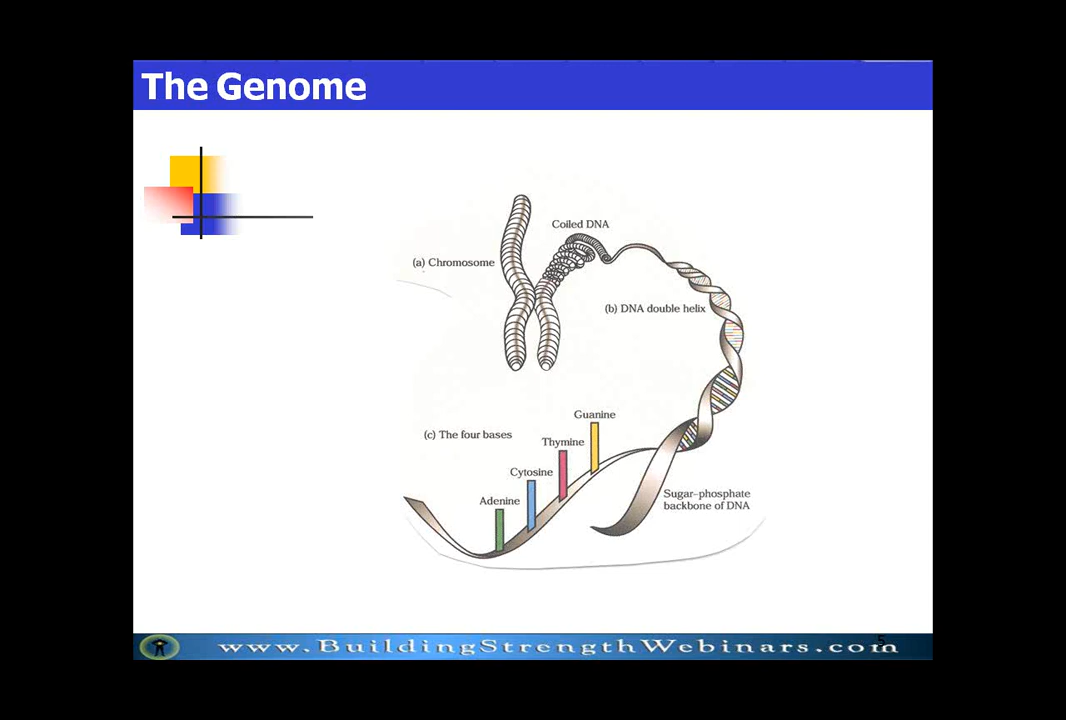 The Genome
Coiled DNA
(a) Chromosome
(b) DNA double helix
Guanine
(c) The four bases
Thymine
Cytosine
Adenine
Sugar–phosphate
backbone of DNA
5
www.BuildingStrengthWebinars.com